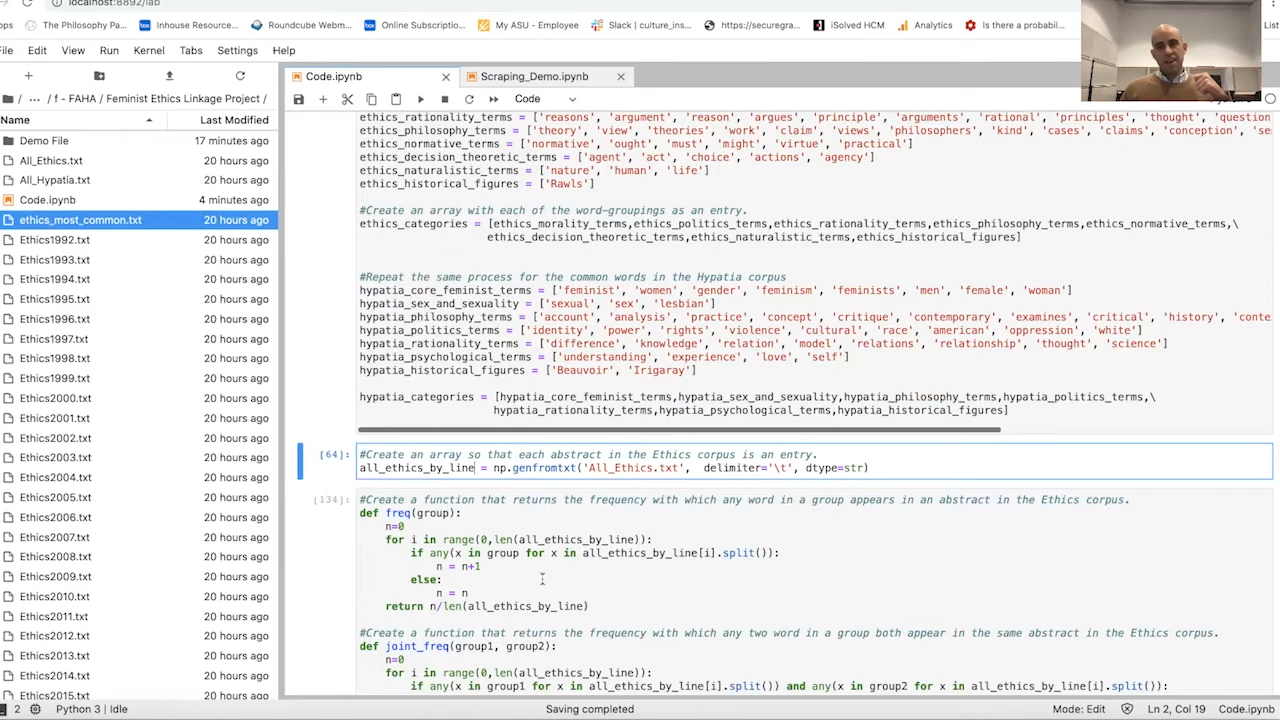 localhost:8892/lab
The Philosophy Pa... Inhouse Resource... Roundcube Webm... Online Subscriptio... My ASU - Employee Slack | culture_ins... https://securegra... iSolved HCM Analytics Is there a probabil... List
File Edit View Run Kernel Tabs Settings Help
Code.ipynb Scraping_Demo.ipynb
/ ... / f - FAHA / Feminist Ethics Linkage Project /
Code
Name Last Modified
Demo File 17 minutes ago
All_Ethics.txt 20 hours ago
All_Hypatia.txt 20 hours ago
Code.ipynb 4 minutes ago
ethics_most_common.txt 20 hours ago
Ethics1992.txt 20 hours ago
Ethics1993.txt 20 hours ago
Ethics1994.txt 20 hours ago
Ethics1995.txt 20 hours ago
Ethics1996.txt 20 hours ago
Ethics1997.txt 20 hours ago
Ethics1998.txt 20 hours ago
Ethics1999.txt 20 hours ago
Ethics2000.txt 20 hours ago
Ethics2001.txt 20 hours ago
Ethics2002.txt 20 hours ago
Ethics2003.txt 20 hours ago
Ethics2004.txt 20 hours ago
Ethics2005.txt 20 hours ago
Ethics2006.txt 20 hours ago
Ethics2007.txt 20 hours ago
Ethics2008.txt 20 hours ago
Ethics2009.txt 20 hours ago
Ethics2010.txt 20 hours ago
Ethics2011.txt 20 hours ago
Ethics2012.txt 20 hours ago
Ethics2013.txt 20 hours ago
Ethics2014.txt 20 hours ago
Ethics2015.txt 20 hours ago
ethics_rationality_terms = ['reasons', 'argument', 'reason', 'argues', 'principle', 'arguments', 'rational', 'principles', 'thought', 'question
ethics_philosophy_terms = ['theory', 'view', 'theories', 'work', 'claim', 'views', 'philosophers', 'kind', 'cases', 'claims', 'conception', 'se
ethics_normative_terms = ['normative', 'ought', 'must', 'might', 'virtue', 'practical']
ethics_decision_theoretic_terms = ['agent', 'act', 'choice', 'actions', 'agency']
ethics_naturalistic_terms = ['nature', 'human', 'life']
ethics_historical_figures = ['Rawls']
#Create an array with each of the word-groupings as an entry.
ethics_categories = [ethics_morality_terms,ethics_politics_terms,ethics_rationality_terms,ethics_philosophy_terms,ethics_normative_terms,\
ethics_decision_theoretic_terms,ethics_naturalistic_terms,ethics_historical_figures]
#Repeat the same process for the common words in the Hypatia corpus
hypatia_core_feminist_terms = ['feminist', 'women', 'gender', 'feminism', 'feminists', 'men', 'female', 'woman']
hypatia_sex_and_sexuality = ['sexual', 'sex', 'lesbian']
hypatia_philosophy_terms = ['account', 'analysis', 'practice', 'concept', 'critique', 'contemporary', 'examines', 'critical', 'history', 'conte
hypatia_politics_terms = ['identity', 'power', 'rights', 'violence', 'cultural', 'race', 'american', 'oppression', 'white']
hypatia_rationality_terms = ['difference', 'knowledge', 'relation', 'model', 'relations', 'relationship', 'thought', 'science']
hypatia_psychological_terms = ['understanding', 'experience', 'love', 'self']
hypatia_historical_figures = ['Beauvoir', 'Irigaray']
hypatia_categories = [hypatia_core_feminist_terms,hypatia_sex_and_sexuality,hypatia_philosophy_terms,hypatia_politics_terms,\
hypatia_rationality_terms,hypatia_psychological_terms,hypatia_historical_figures]
[64]: #Create an array so that each abstract in the Ethics corpus is an entry.
all_ethics_by_line = np.genfromtxt('All_Ethics.txt', delimiter='\t', dtype=str)
[134]: #Create a function that returns the frequency with which any word in a group appears in an abstract in the Ethics corpus.
def freq(group):
n=0
for i in range(0,len(all_ethics_by_line)):
if any(x in group for x in all_ethics_by_line[i].split()):
n = n+1
else:
n = n
return n/len(all_ethics_by_line)
#Create a function that returns the frequency with which any two word in a group both appear in the same abstract in the Ethics corpus.
def joint_freq(group1, group2):
n=0
for i in range(0,len(all_ethics_by_line)):
if any(x in group1 for x in all_ethics_by_line[i].split()) and any(x in group2 for x in all_ethics_by_line[i].split()):
2 Python 3 | Idle Saving completed Mode: Edit Ln 2, Col 19 Code.ipynb